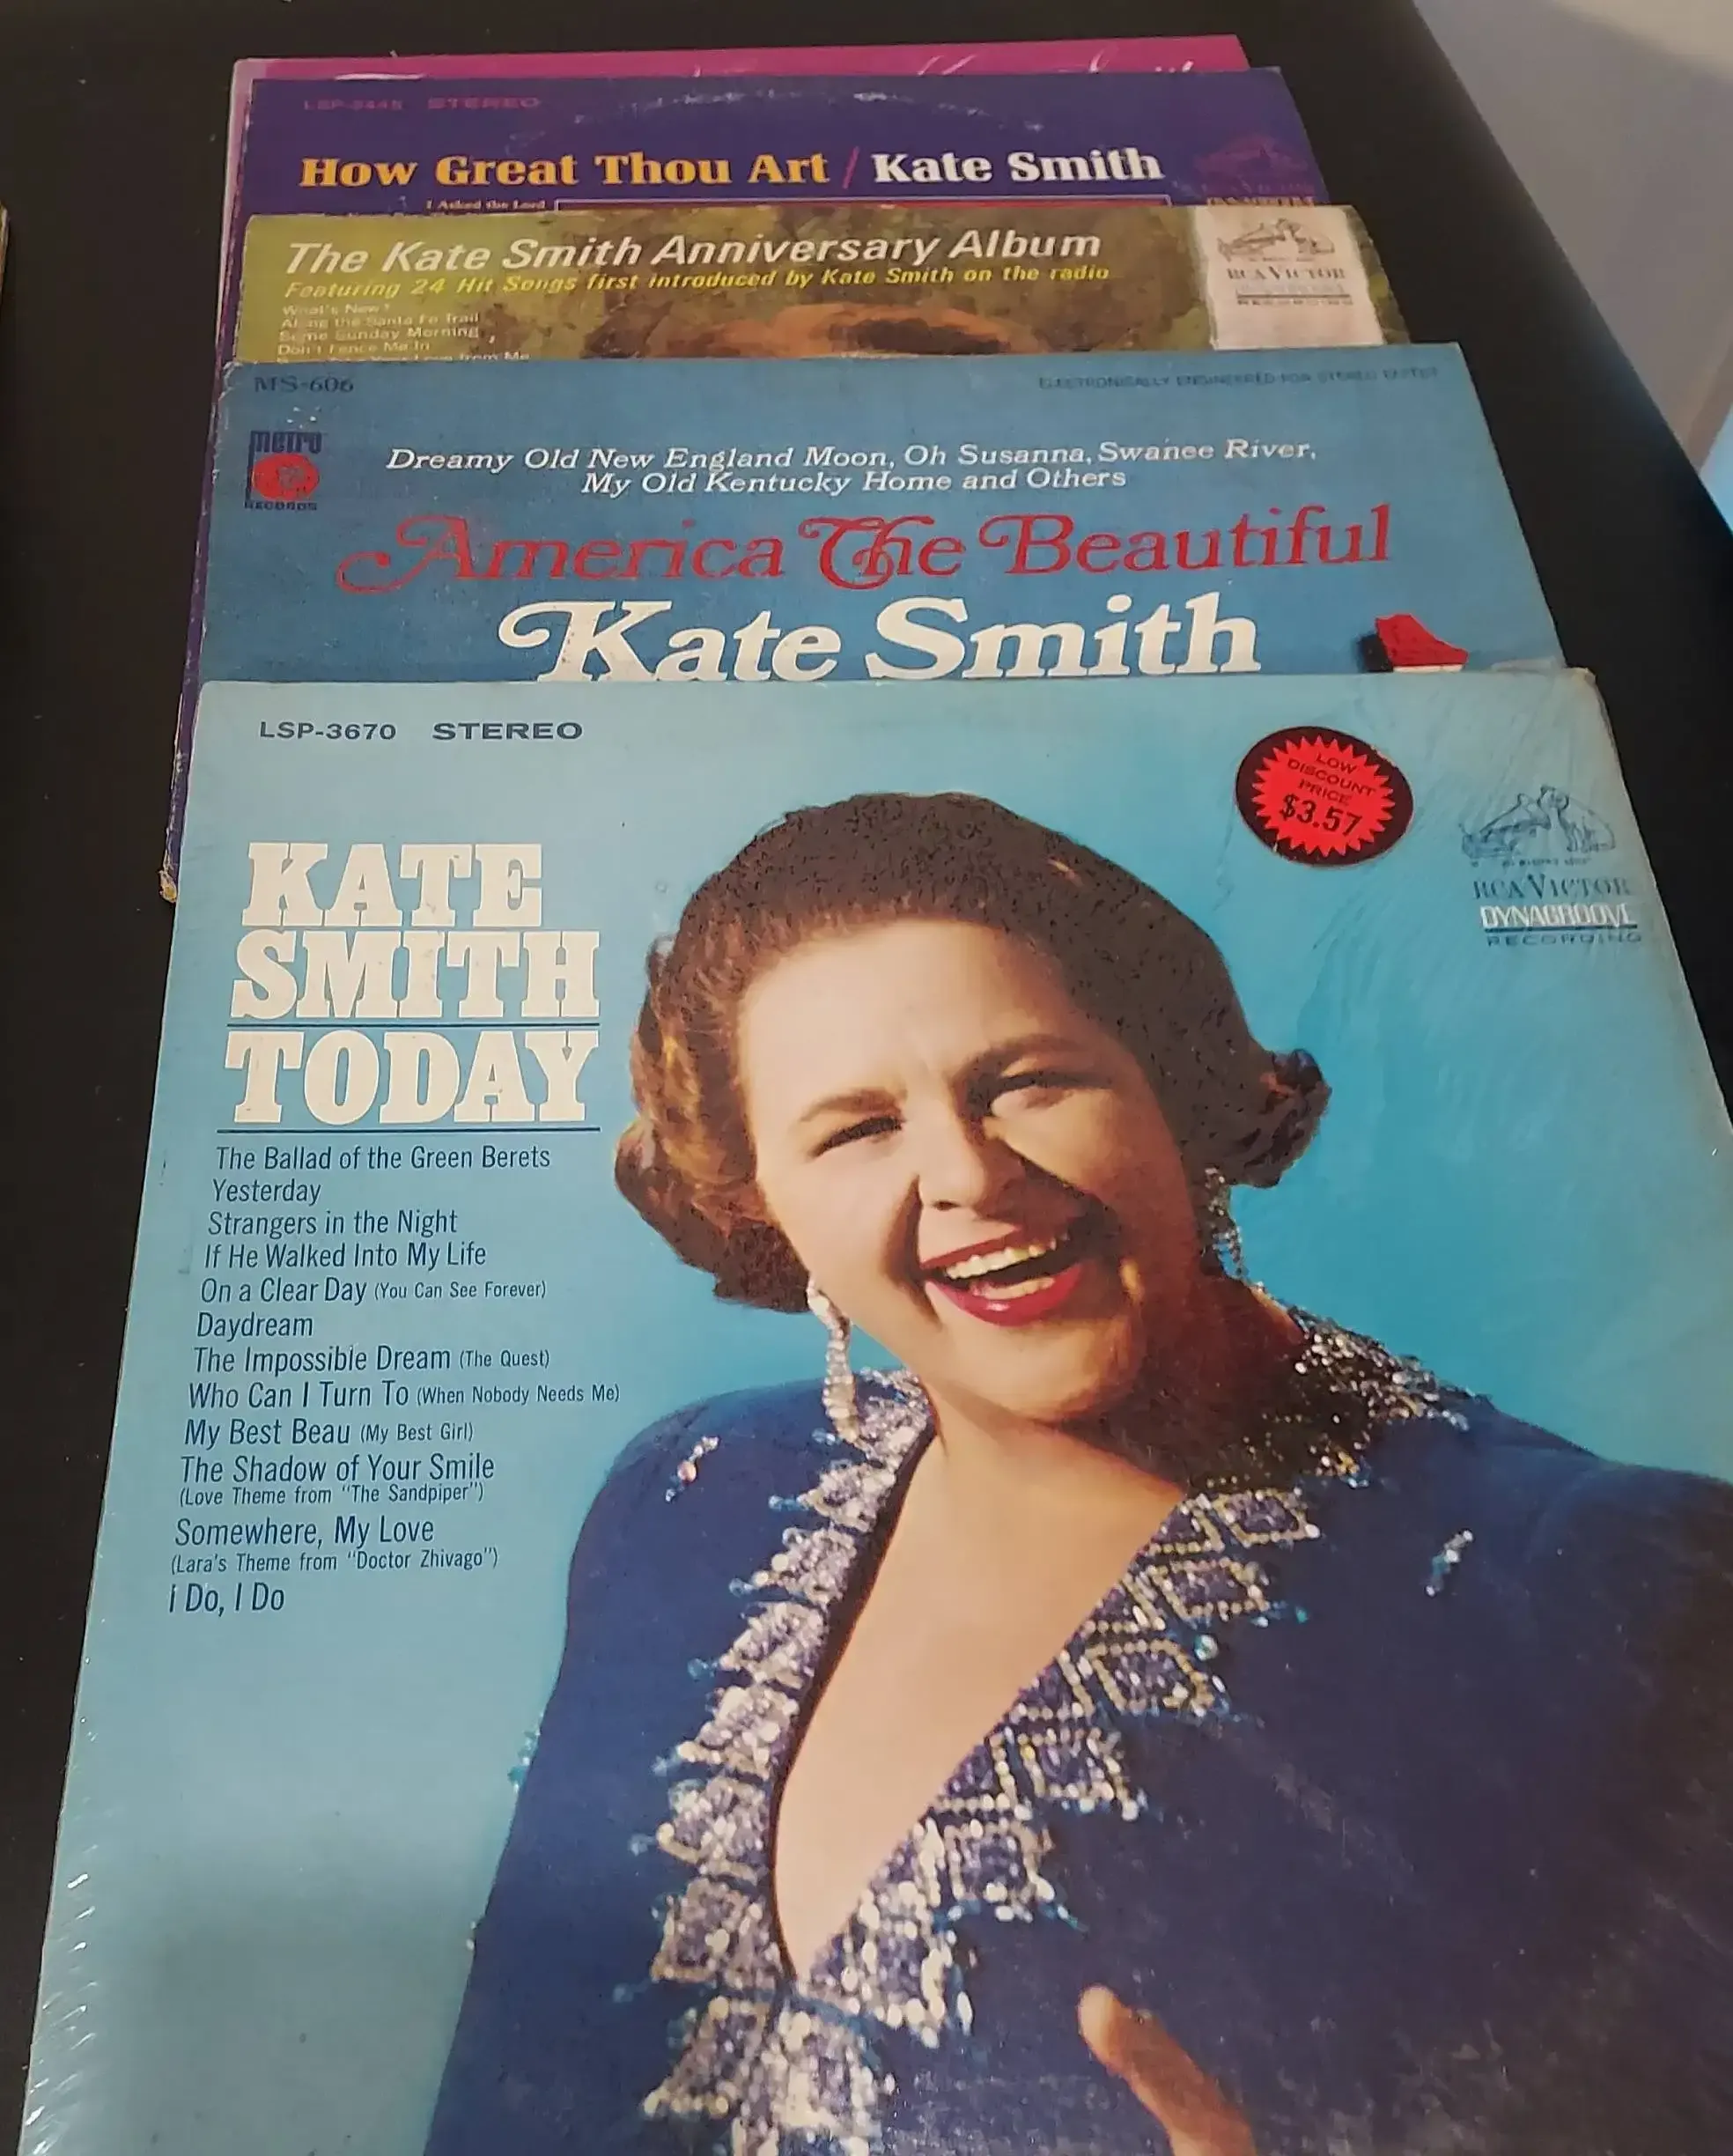 LSP-3445 STEREO
How Great Thou Art / Kate Smith
I Asked the Lord
The Kate Smith Anniversary Album
Featuring 24 Hit Songs first introduced by Kate Smith on the radio
RCA VICTOR
What's New?
Along the Santa Fe Trail
Some Sunday Morning
Don't Fence Me In
MS-606
ELECTRONICALLY ENGINEERED FOR STEREO EFFECT
metro
RECORDS
Dreamy Old New England Moon, Oh Susanna, Swanee River,
My Old Kentucky Home and Others
America The Beautiful
Kate Smith
LSP-3670 STEREO
LOW
DISCOUNT
PRICE
$3.57
RCA VICTOR
DYNAGROOVE
RECORDING
KATE
SMITH
TODAY
The Ballad of the Green Berets
Yesterday
Strangers in the Night
If He Walked Into My Life
On a Clear Day (You Can See Forever)
Daydream
The Impossible Dream (The Quest)
Who Can I Turn To (When Nobody Needs Me)
My Best Beau (My Best Girl)
The Shadow of Your Smile
(Love Theme from "The Sandpiper")
Somewhere, My Love
(Lara's Theme from "Doctor Zhivago")
I Do, I Do